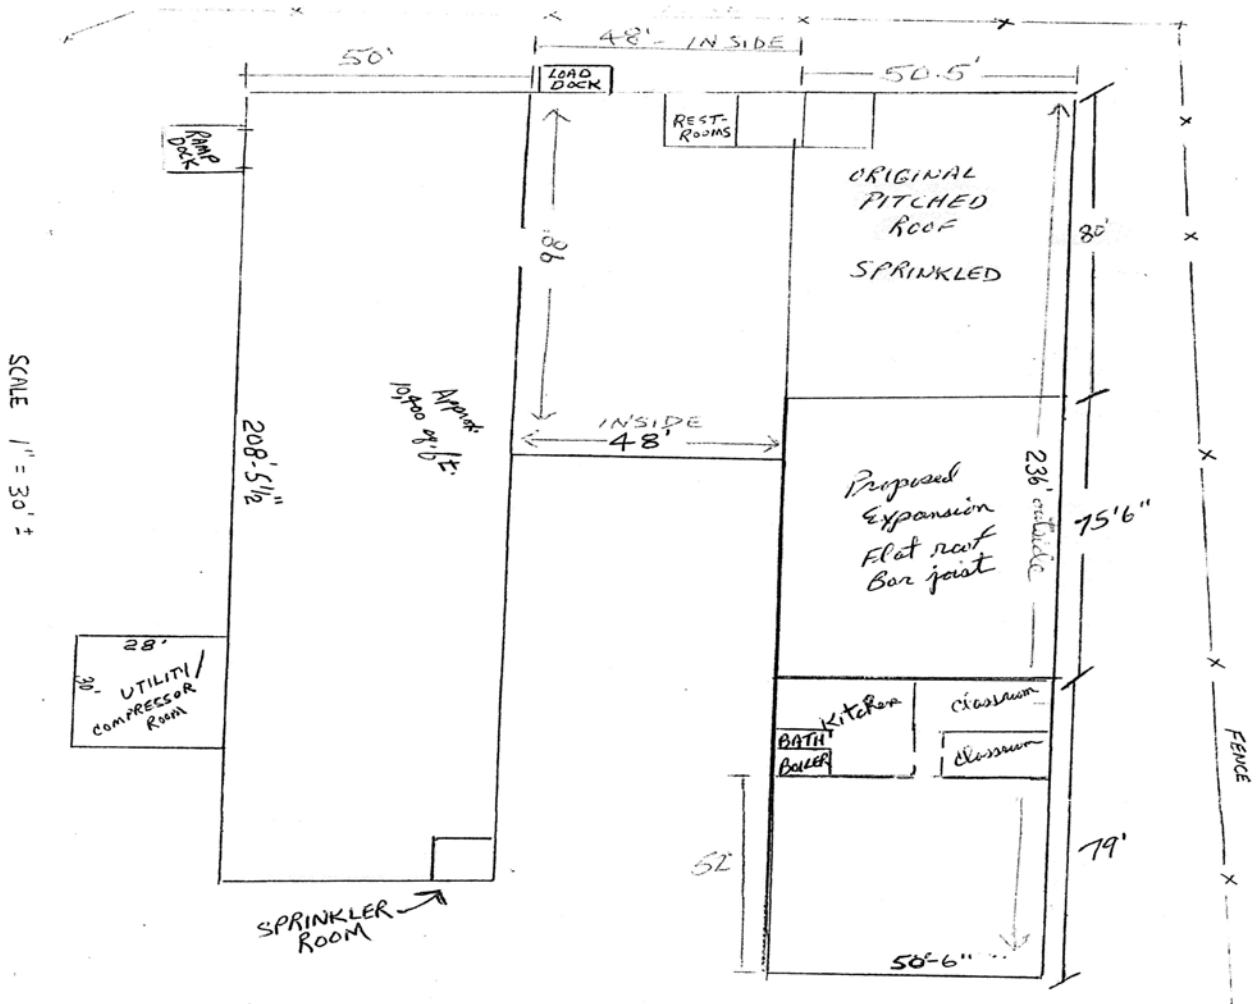 48'- INSIDE
50'
50.5'
LOAD
DOCK
RAMP
DOCK
REST-
ROOMS
ORIGINAL
PITCHED
ROOF
SPRINKLED
80'
SCALE 1" = 30' ±
208'-5 1/2"
Approx.
10,400 sq. ft.
INSIDE
48'
Proposed
Expansion
Flat roof
Bar joist
236' outside
75'6"
28'
30'
UTILITY/
COMPRESSOR
ROOM
Kitchen
classroom
BATH
BOILER
classroom
FENCE
52'
79'
50'-6"
SPRINKLER
ROOM